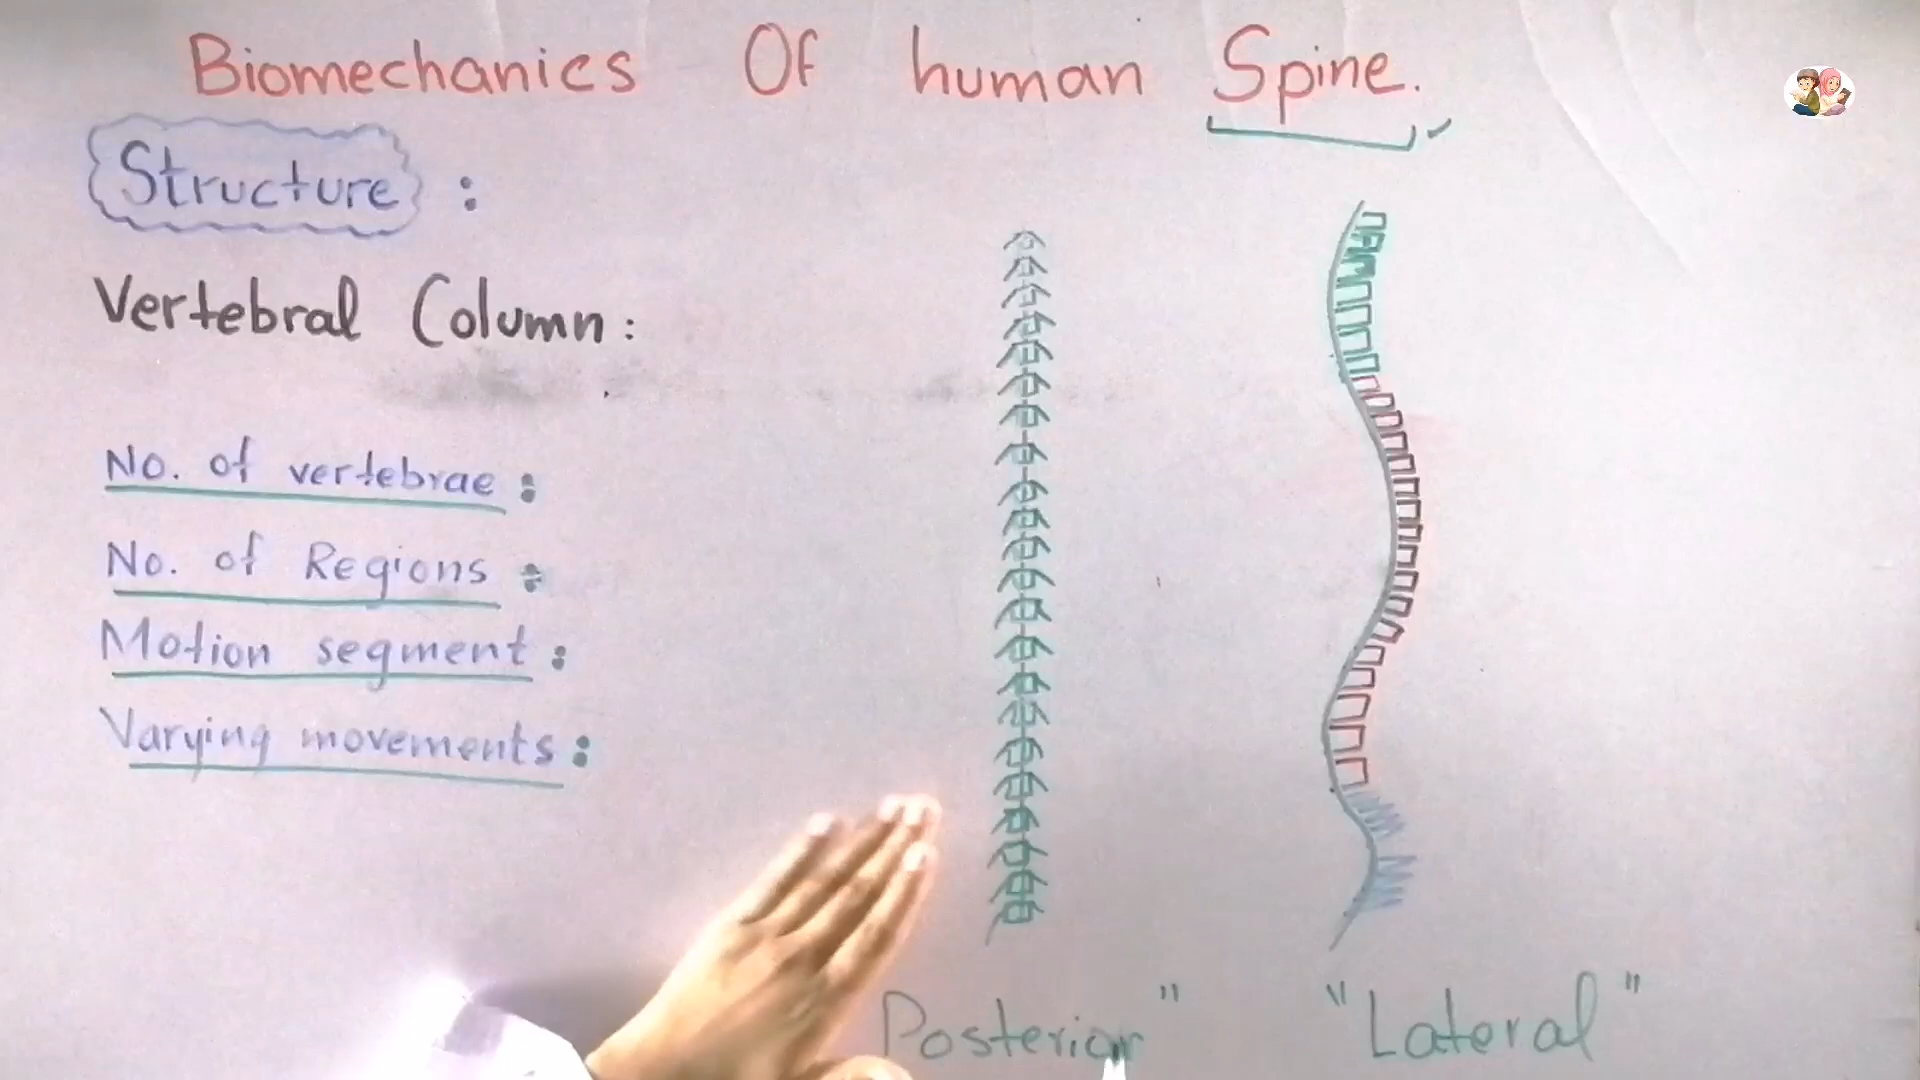 Biomechanics Of human Spine.
Structure :
Vertebral Column :
No. of vertebrae :
No. of Regions :
Motion segment :
Varying movements :
Posterior " "Lateral"